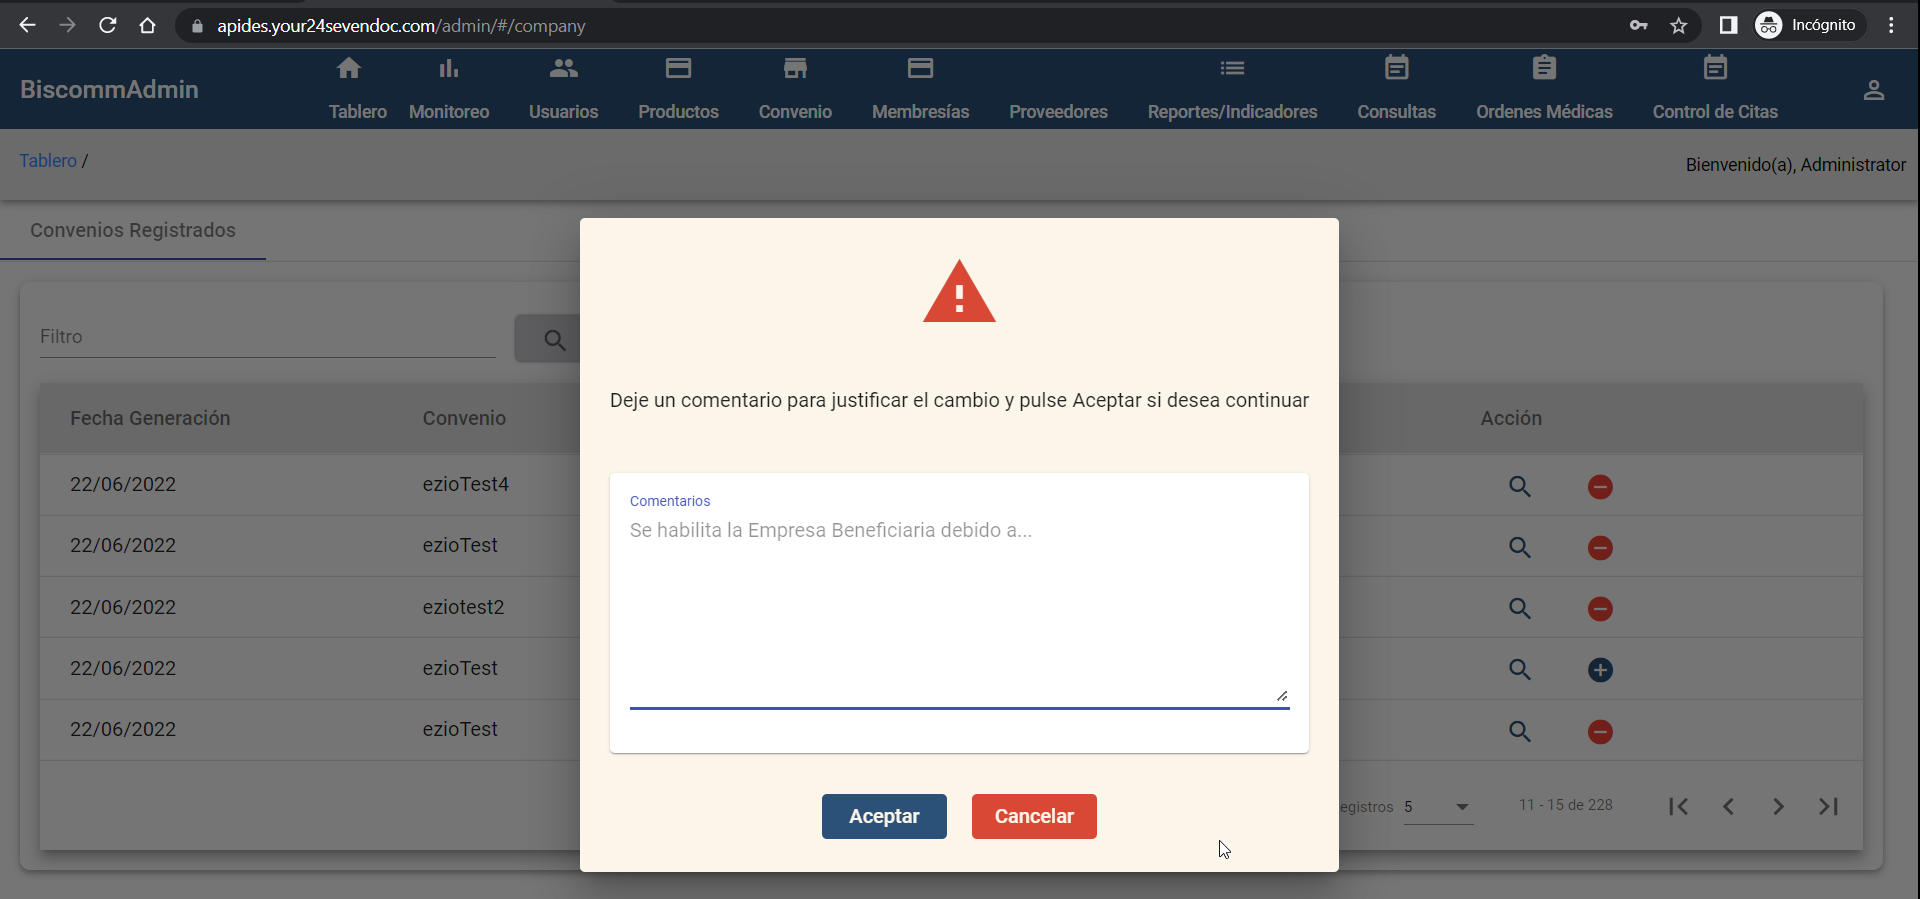 apides.your24sevendoc.com/admin/#/company
Incógnito
BiscommAdmin
Tablero
Monitoreo
Usuarios
Productos
Convenio
Membresías
Proveedores
Reportes/Indicadores
Consultas
Ordenes Médicas
Control de Citas
Tablero /
Bienvenido(a), Administrator
Convenios Registrados
Filtro
Fecha Generación
Convenio
Acción
22/06/2022
ezioTest4
22/06/2022
ezioTest
22/06/2022
eziotest2
22/06/2022
ezioTest
22/06/2022
ezioTest
egistros
5
11 - 15 de 228
Deje un comentario para justificar el cambio y pulse Aceptar si desea continuar
Comentarios
Se habilita la Empresa Beneficiaria debido a...
Aceptar
Cancelar